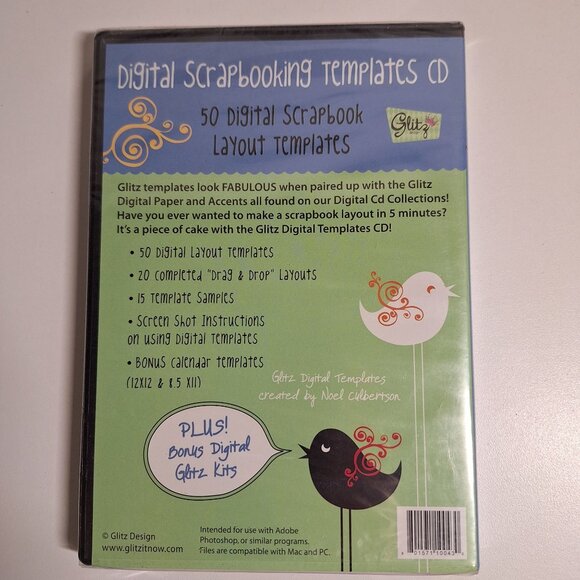 Digital Scrapbooking Templates CD
50 Digital Scrapbook
Layout Templates
Glitz
Glitz templates look FABULOUS when paired up with the Glitz
Digital Paper and Accents all found on our Digital Cd Collections!
Have you ever wanted to make a scrapbook layout in 5 minutes?
It's a piece of cake with the Glitz Digital Templates CD!
• 50 Digital Layout Templates
• 20 Completed "Drag & Drop" Layouts
• 15 Template Samples
• Screen Shot Instructions
on using Digital Templates
• BONUS Calendar Templates
(12X12 & 8.5 X11)
Glitz Digital Templates
created by Noel Culbertson
PLUS!
Bonus Digital
Glitz Kits
© Glitz Design
www.glitzitnow.com
Intended for use with Adobe
Photoshop, or similar programs.
Files are compatible with Mac and PC.